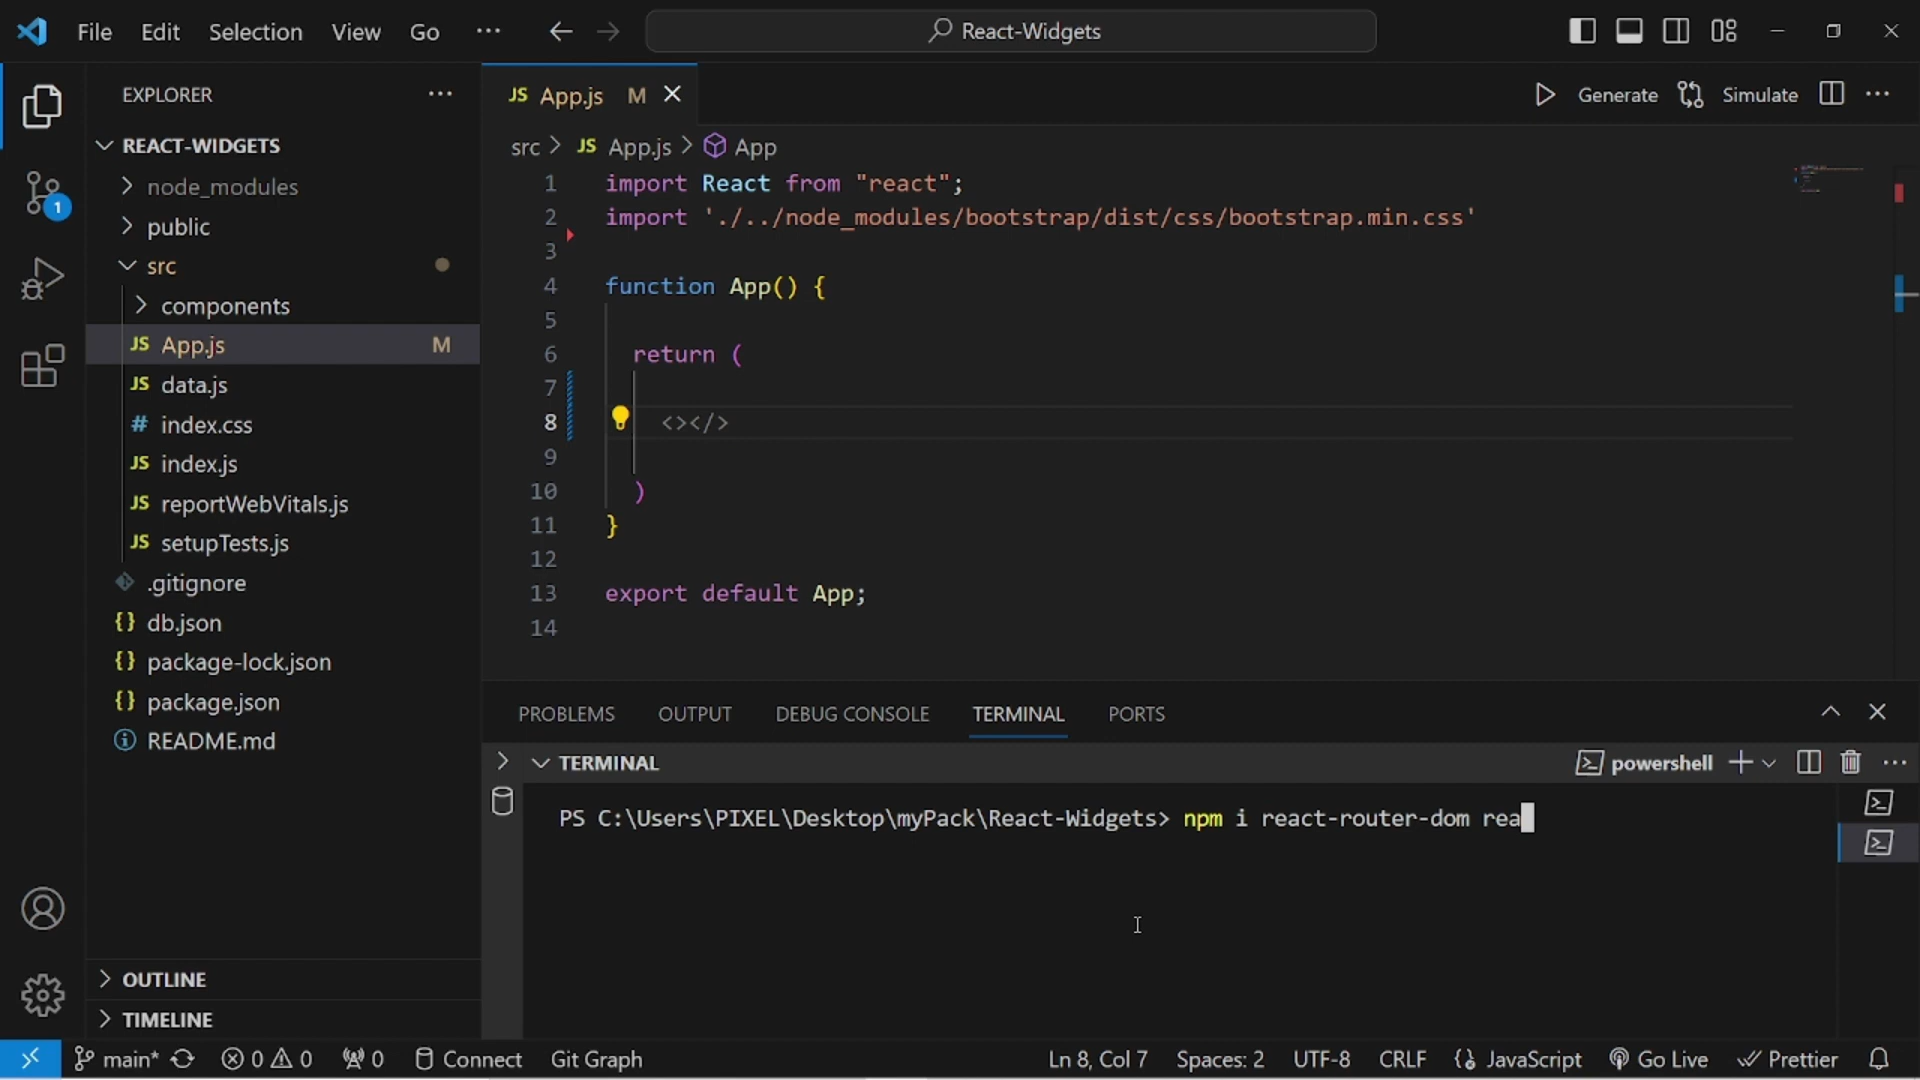 File Edit Selection View Go ··· React-Widgets
EXPLORER ···
REACT-WIDGETS
node_modules
public
src
components
JS App.js M
JS data.js
# index.css
JS index.js
JS reportWebVitals.js
JS setupTests.js
.gitignore
{} db.json
{} package-lock.json
{} package.json
README.md
OUTLINE
TIMELINE
1
JS App.js M
Generate Simulate ···
src > JS App.js > App
1 import React from "react";
2 import './../node_modules/bootstrap/dist/css/bootstrap.min.css'
3
4 function App() {
5
6 return (
7
8 <></>
9
10 )
11 }
12
13 export default App;
14
PROBLEMS OUTPUT DEBUG CONSOLE TERMINAL PORTS
TERMINAL powershell ···
PS C:\Users\PIXEL\Desktop\myPack\React-Widgets> npm i react-router-dom rea
main* 0 0 0 Connect Git Graph Ln 8, Col 7 Spaces: 2 UTF-8 CRLF {} JavaScript Go Live Prettier